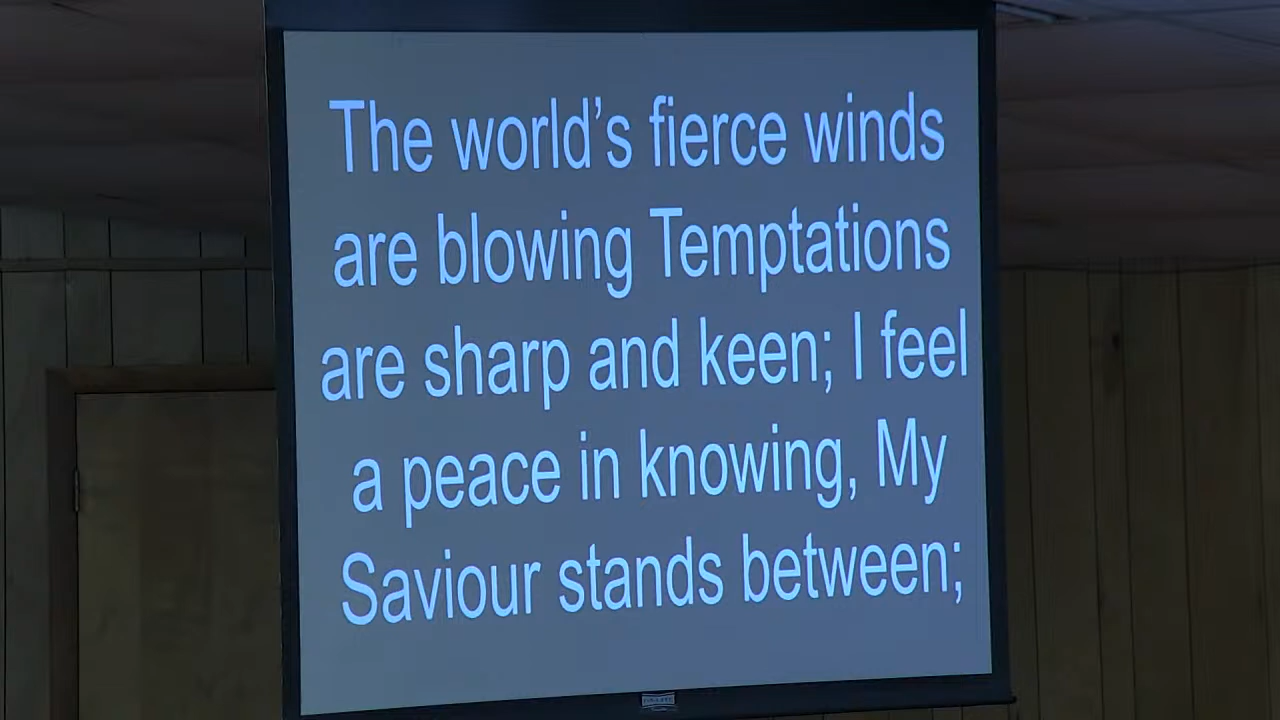 The world’s fierce winds
are blowing Temptations
are sharp and keen; I feel
a peace in knowing, My
Saviour stands between;